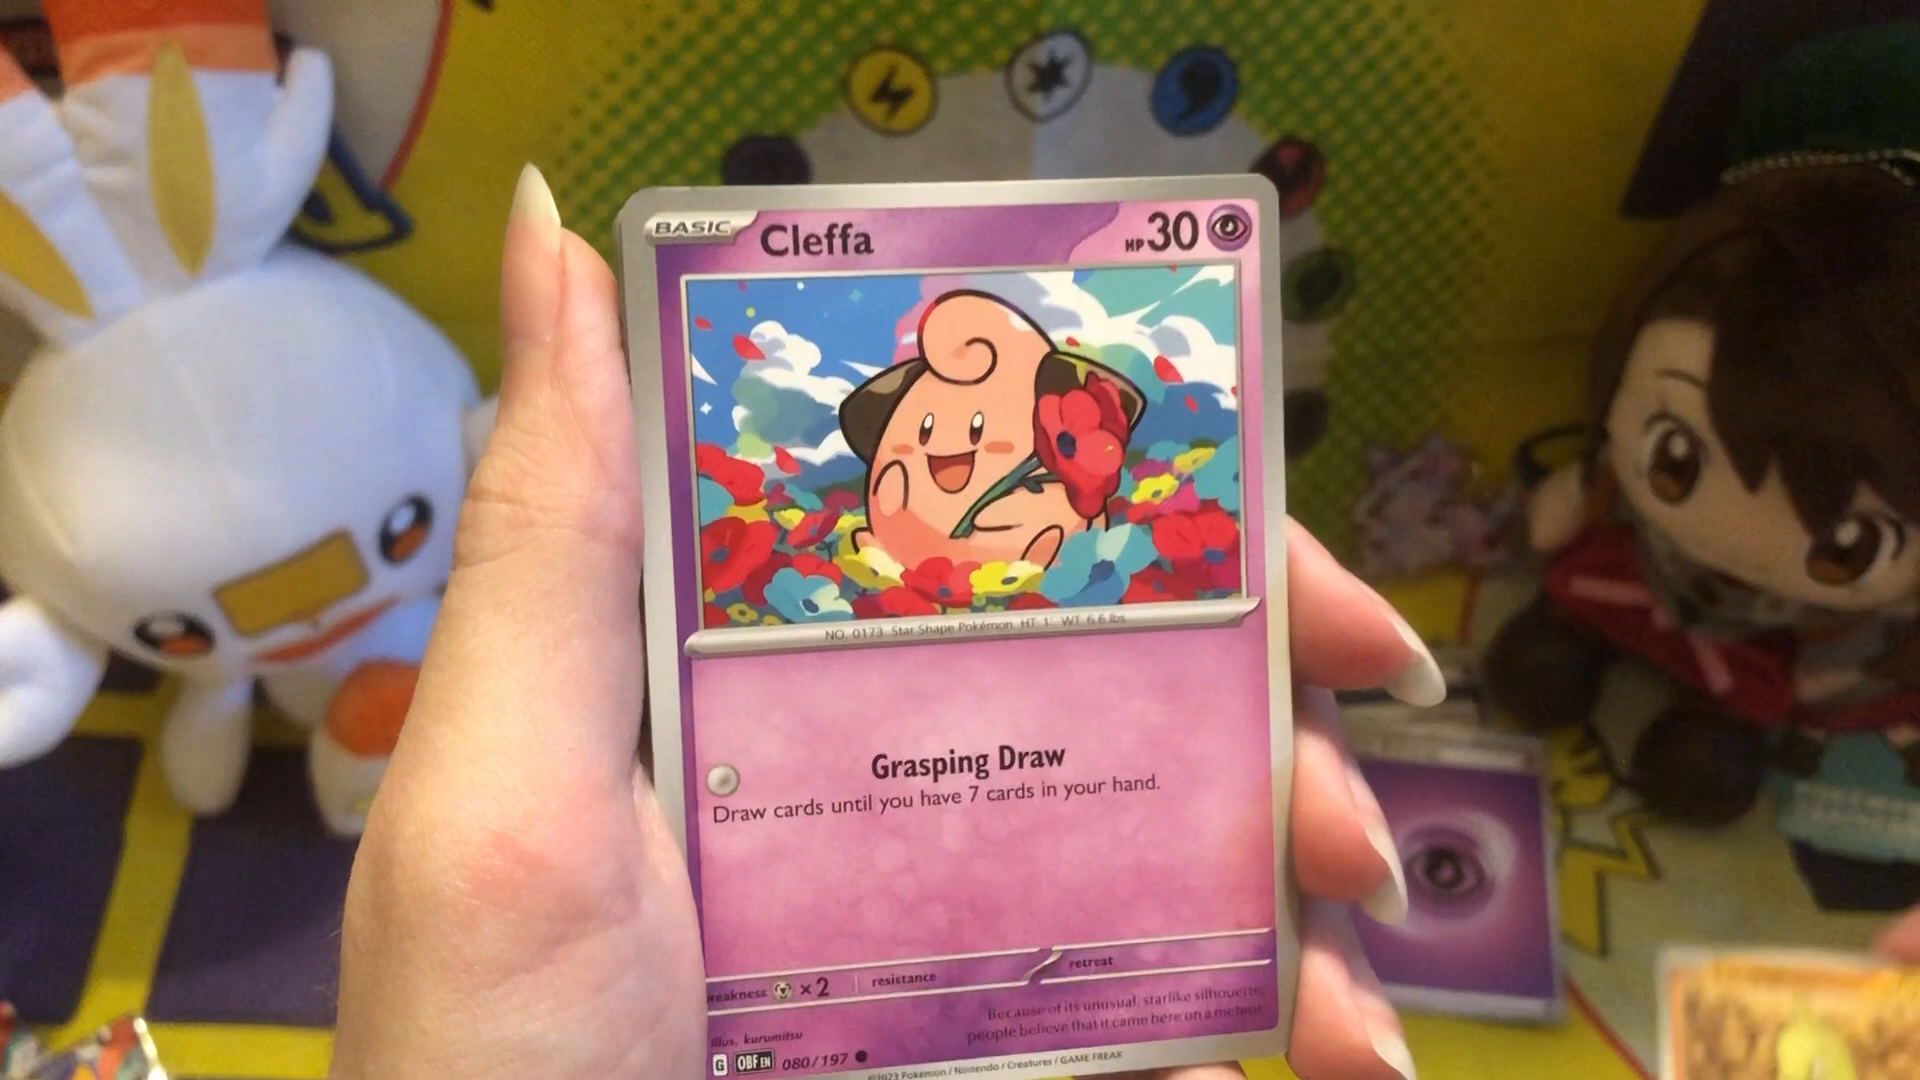 BASIC Cleffa HP 30
NO. 0173 Star Shape Pokémon HT. 1' WT. 6.6 lbs
Grasping Draw
Draw cards until you have 7 cards in your hand.
weakness ×2 resistance retreat
Because of its unusual, starlike silhouette,
people believe that it came here on a meteor.
Illus. kurumitsu
G OBF EN 080/197
©2023 Pokémon / Nintendo / Creatures / GAME FREAK